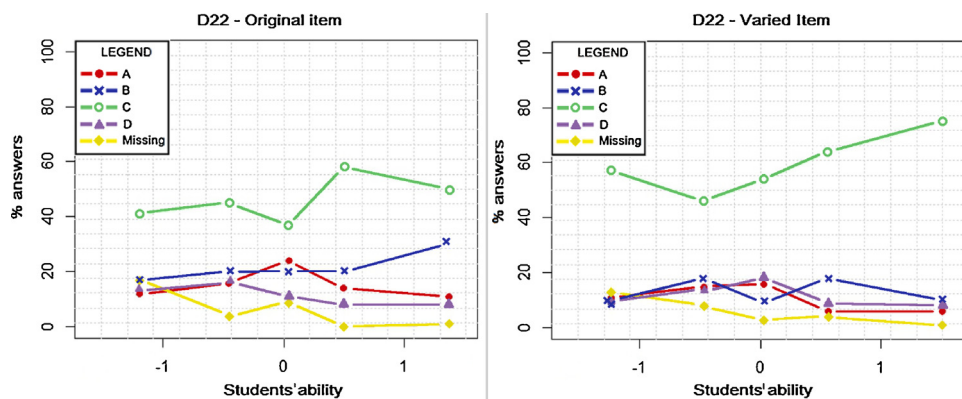 D22 - Original item
LEGEND
A
B
C
D
Missing
% answers
100
80
60
40
20
0
-1 0 1
Students'ability
D22 - Varied Item
LEGEND
A
B
C
D
Missing
% answers
100
80
60
40
20
0
-1 0 1
Students'ability